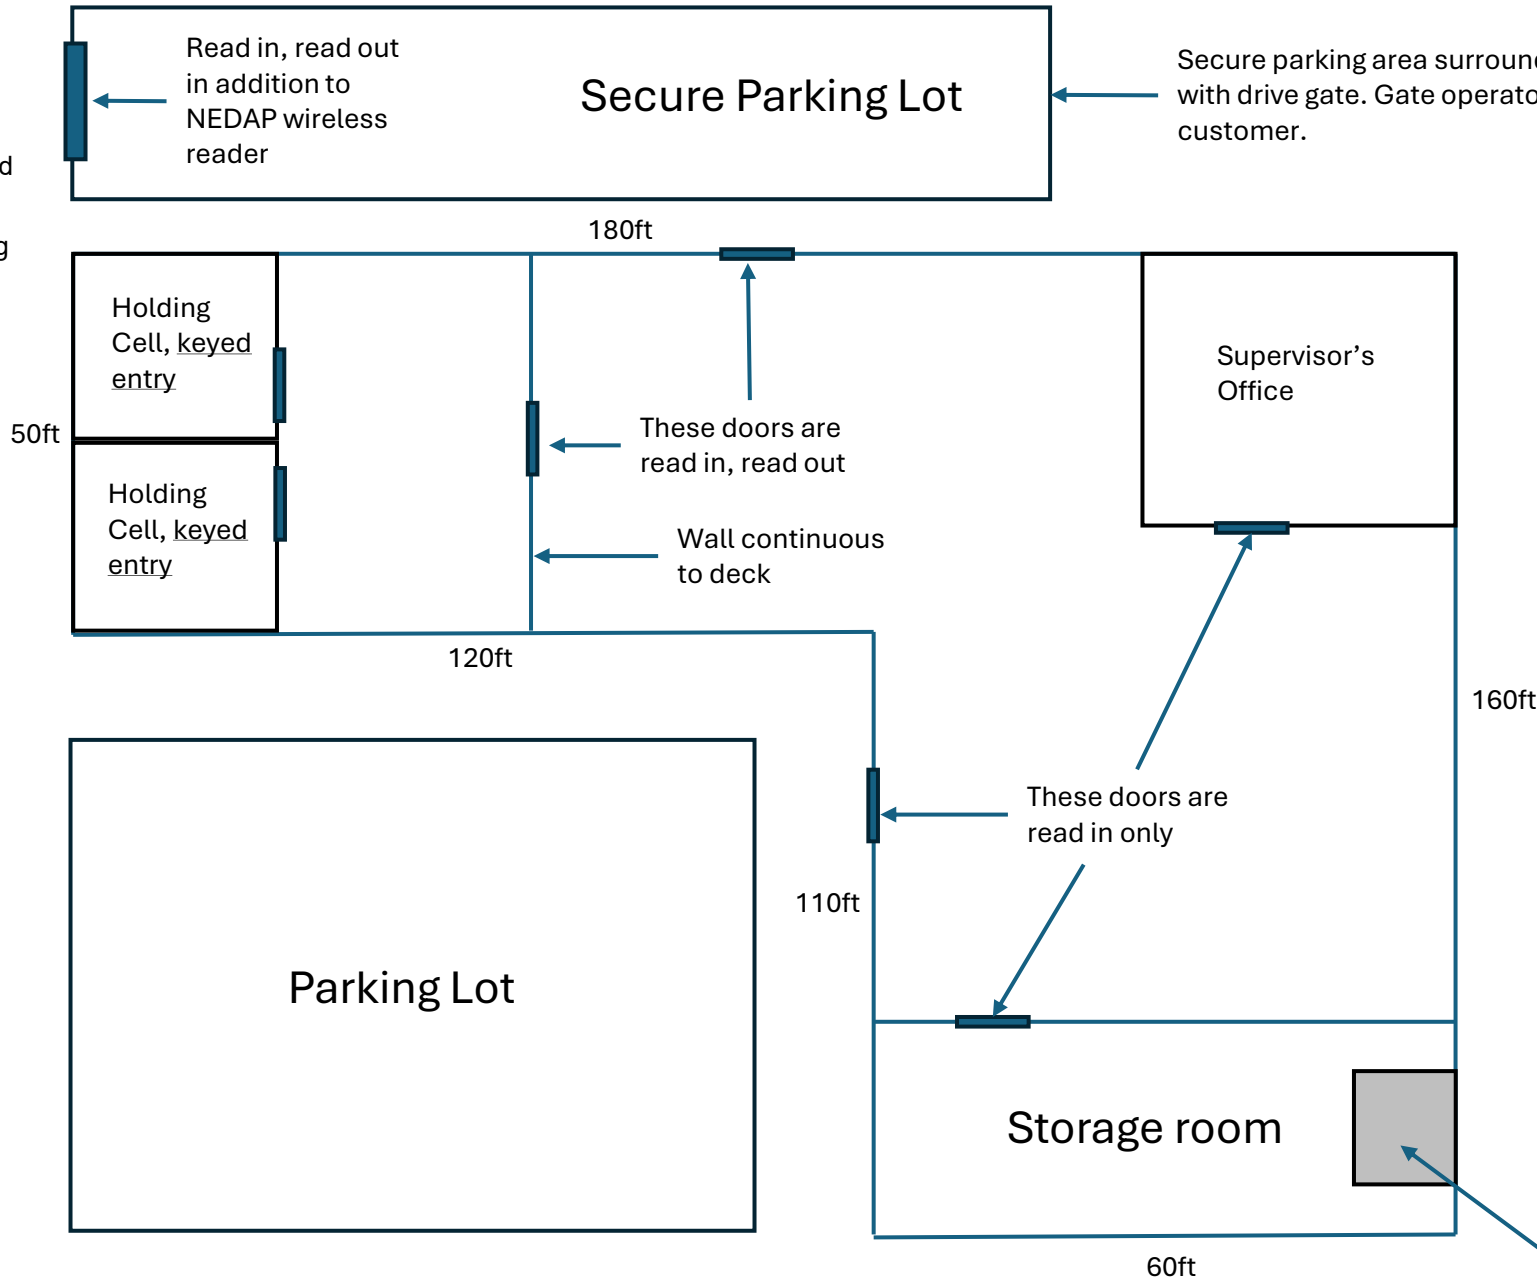 Read in, read out
in addition to
NEDAP wireless
reader
Secure Parking Lot
Secure parking area surroun
with drive gate. Gate operato
customer.
d
g
180ft
Holding
Cell, keyed
entry
50ft
Holding
Cell, keyed
entry
These doors are
read in, read out
Wall continuous
to deck
Supervisor’s
Office
120ft
160ft
These doors are
read in only
110ft
Parking Lot
Storage room
60ft